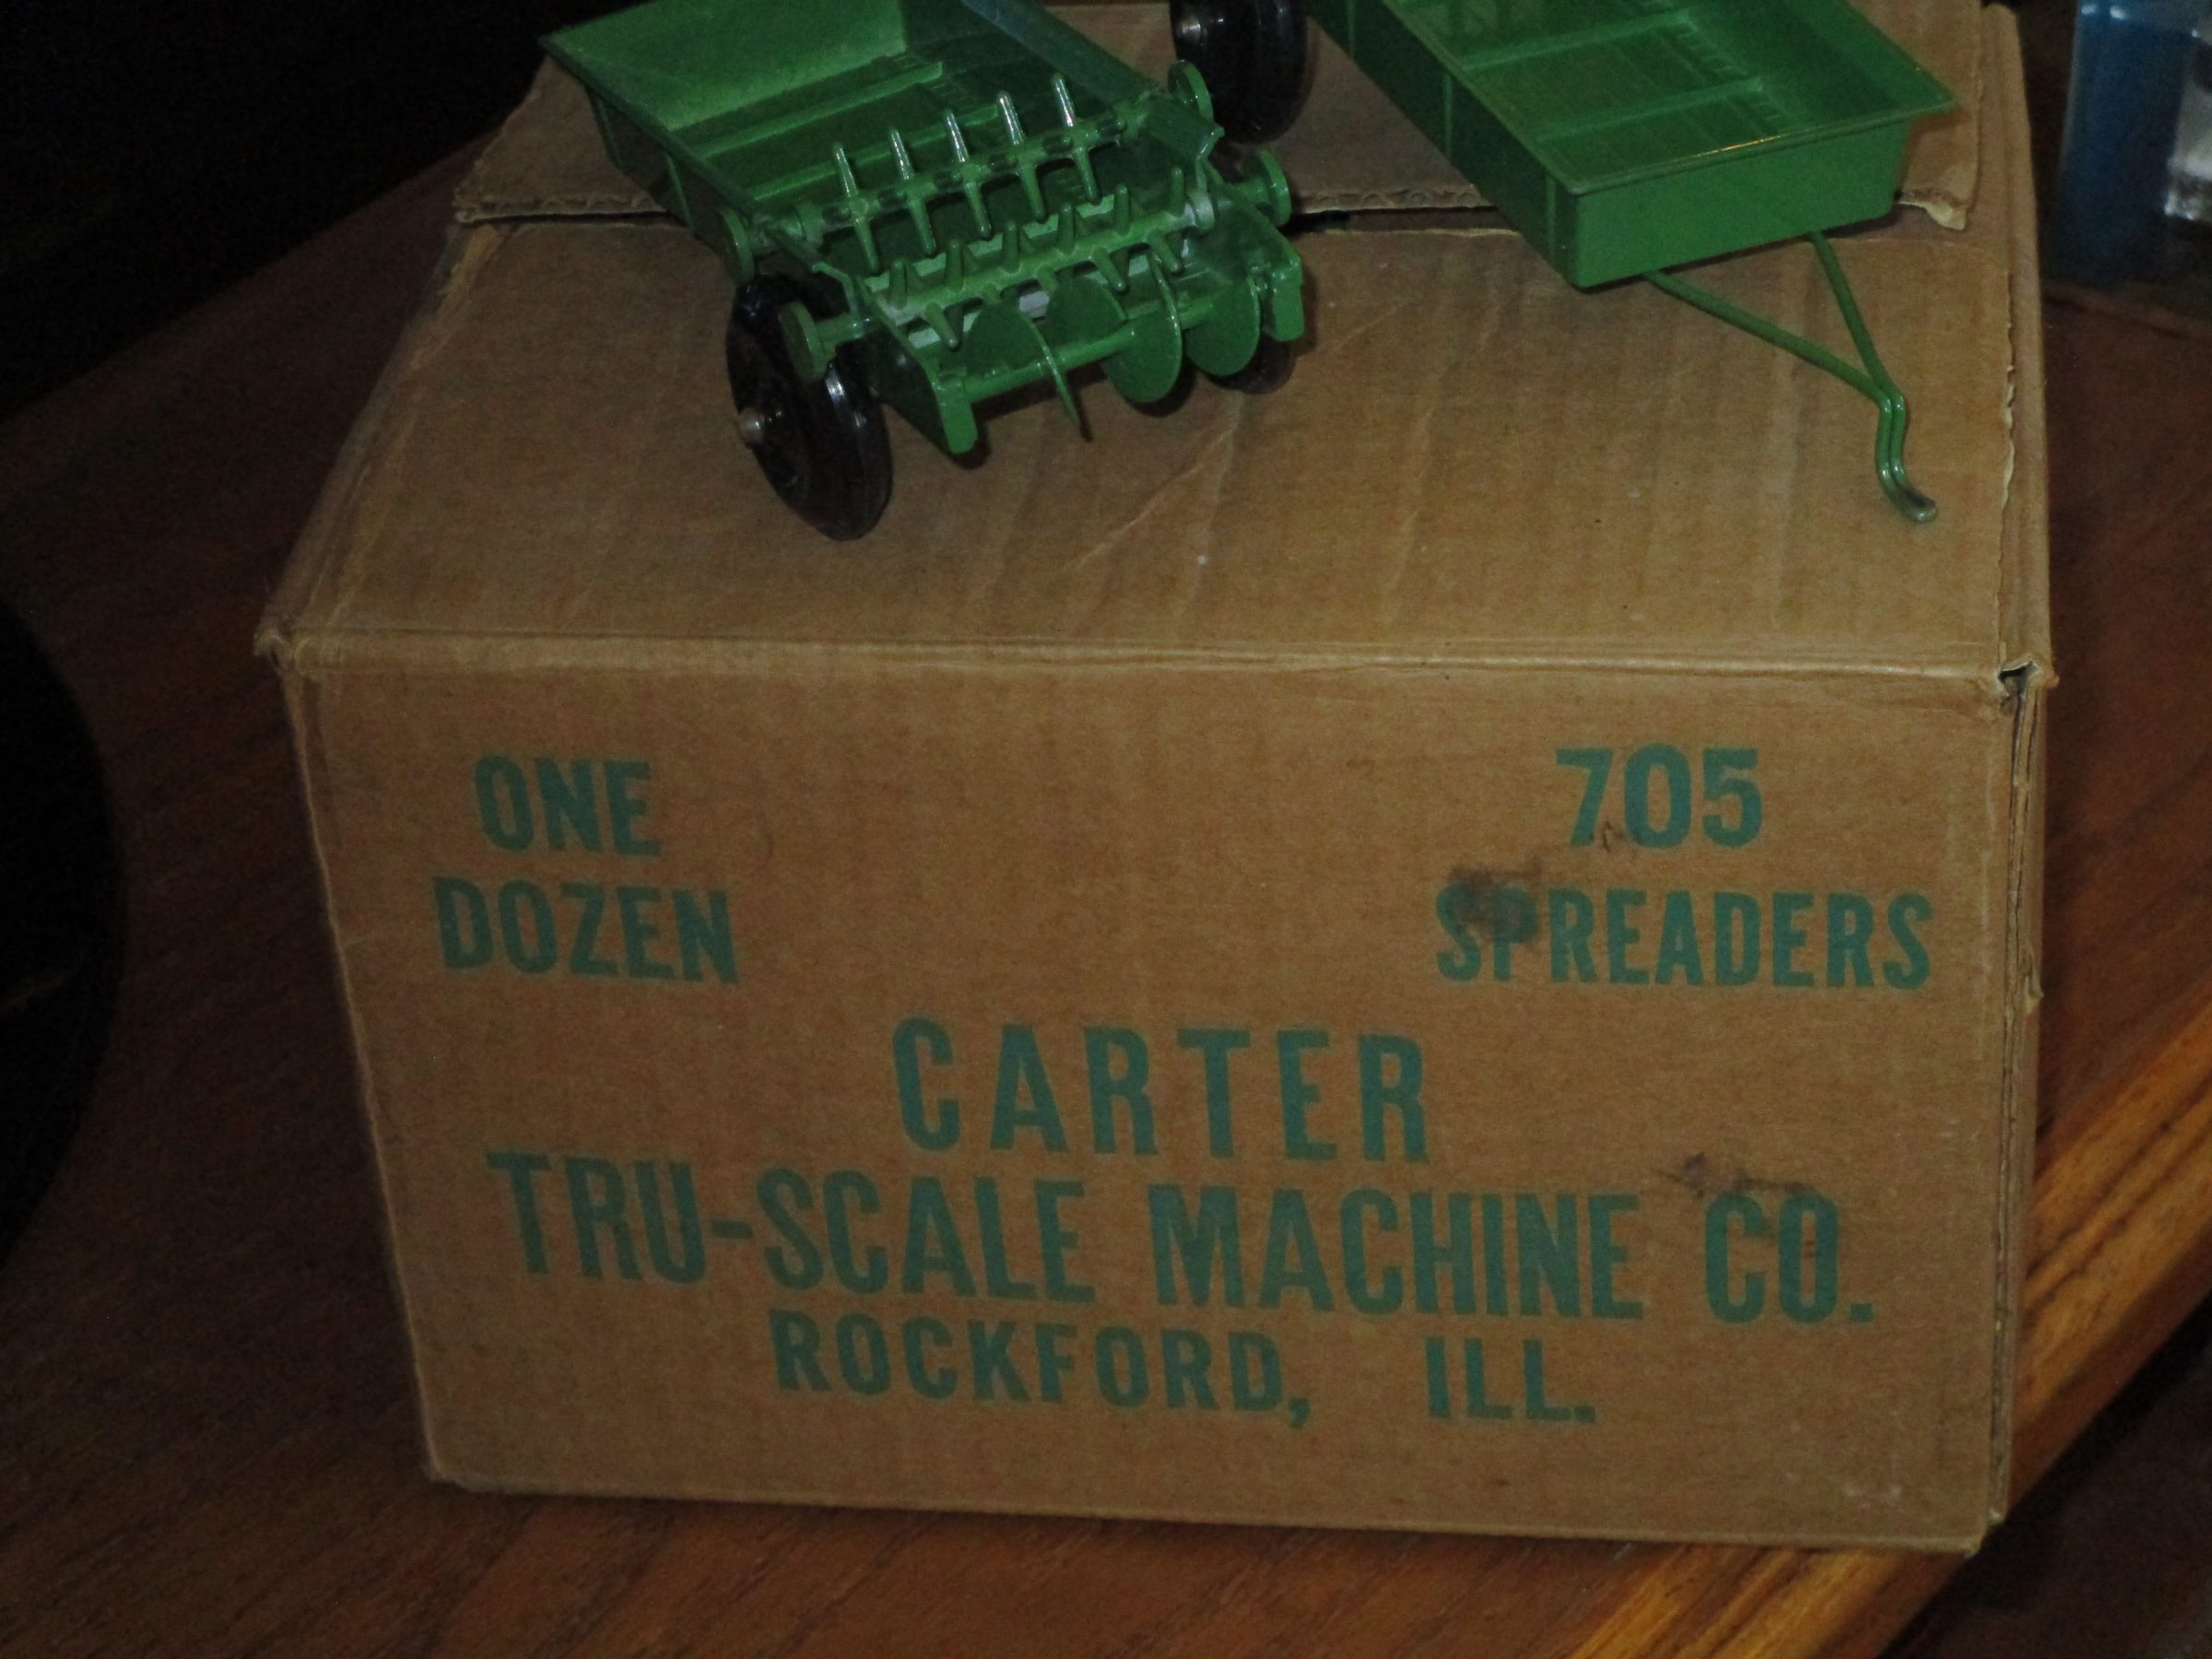 ONE
DOZEN
705
SPREADERS
CARTER
TRU-SCALE MACHINE CO.
ROCKFORD, ILL.